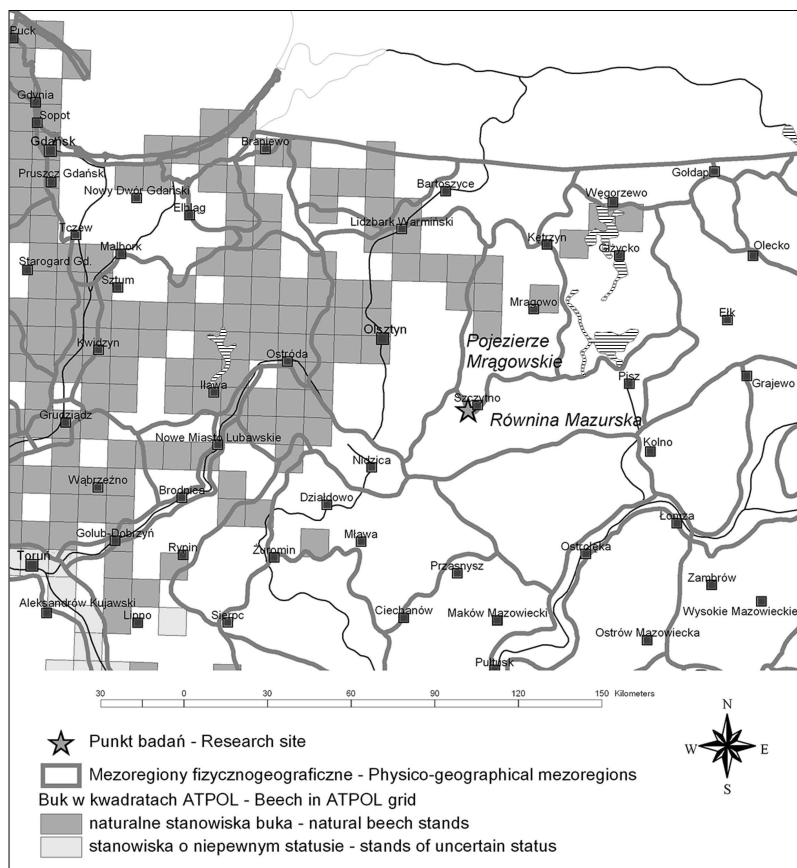 Puck
Gdynia
Sopot
Gdańsk
Braniewo
Pruszcz Gdański
Nowy Dwór Gdański
Elbląg
Bartoszyce
Gołdap
Węgorzewo
Tczew
Lidzbark Warmiński
Malbork
Kętrzyn
Giżycko
Olecko
Starogard Gd.
Sztum
Mrągowo
Ełk
Olsztyn
Pojezierze
Mrągowskie
Kwidzyn
Ostróda
Iława
Pisz
Grajewo
Szczytno
Równina Mazurska
Grudziądz
Nowe Miasto Lubawskie
Kolno
Nidzica
Wąbrzeźno
Brodnica
Działdowo
Łomża
Golub-Dobrzyń
Mława
Toruń
Rypin
Żuromin
Ostrołęka
Przasnysz
Zambrów
Aleksandrów Kujawski
Lipno
Sierpc
Ciechanów
Maków Mazowiecki
Wysokie Mazowieckie
Ostrów Mazowiecka
Pułtusk
30 0 30 60 90 120 150 Kilometers
Punkt badań - Research site
Mezoregiony fizycznogeograficzne - Physico-geographical mezoregions
Buk w kwadratach ATPOL - Beech in ATPOL grid
naturalne stanowiska buka - natural beech stands
stanowiska o niepewnym statusie - stands of uncertain status
N
W E
S